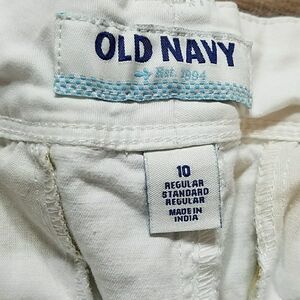 OLD NAVY
Est. 1994
10
REGULAR
STANDARD
REGULAR
MADE IN
INDIA